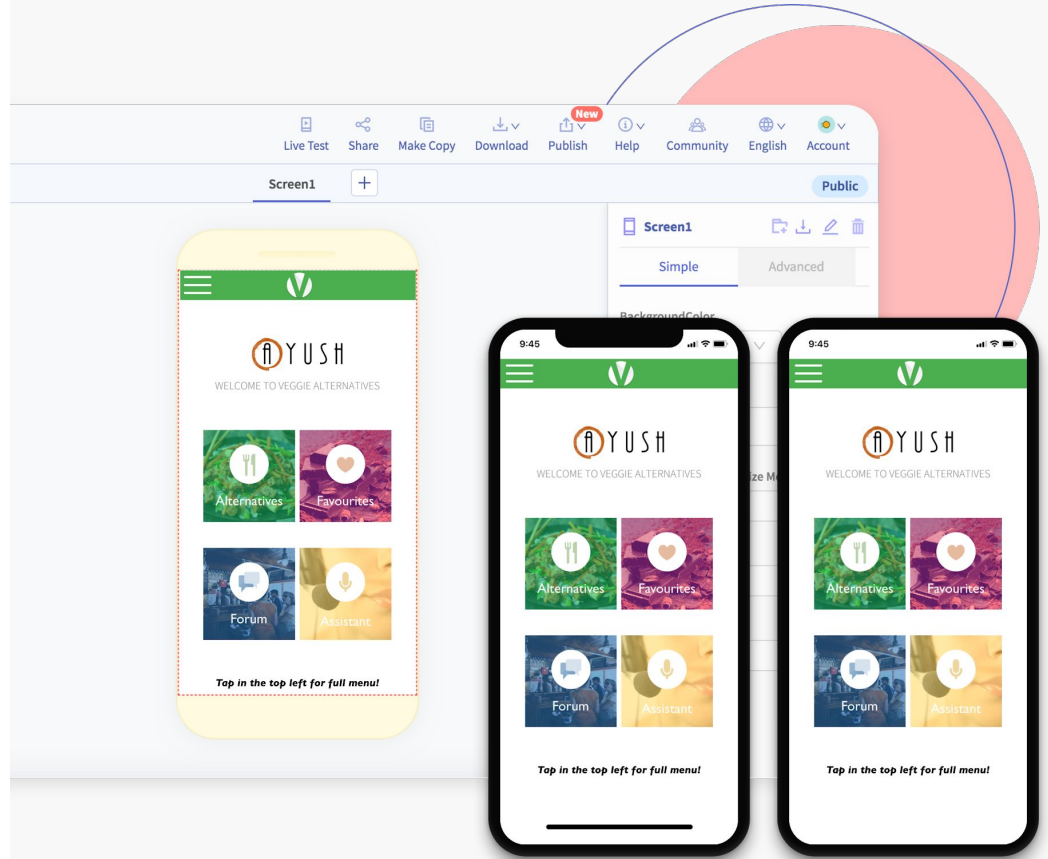 New
Live Test Share Make Copy Download Publish Help Community English Account
Screen1 + Public
Screen1
Simple Advanced
BackgroundColor
AYUSH
WELCOME TO VEGGIE ALTERNATIVES
Alternatives Favourites
Forum Assistant
Tap in the top left for full menu!
9:45
AYUSH
WELCOME TO VEGGIE ALTERNATIVES
Alternatives Favourites
Forum Assistant
Tap in the top left for full menu!
ize M
9:45
AYUSH
WELCOME TO VEGGIE ALTERNATIVES
Alternatives Favourites
Forum Assistant
Tap in the top left for full menu!